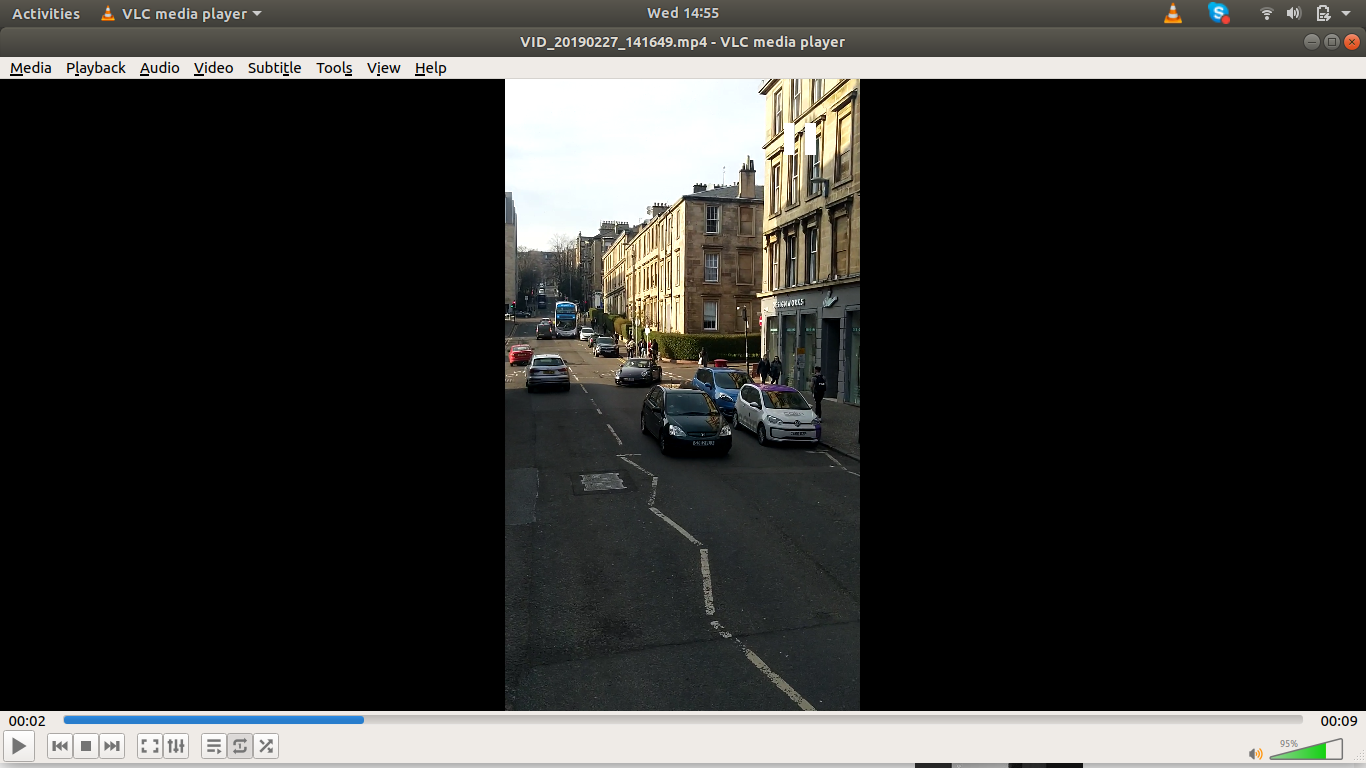 Activities VLC media player Wed 14:55
VID_20190227_141649.mp4 - VLC media player
Media Playback Audio Video Subtitle Tools View Help
00:02 00:09
95%